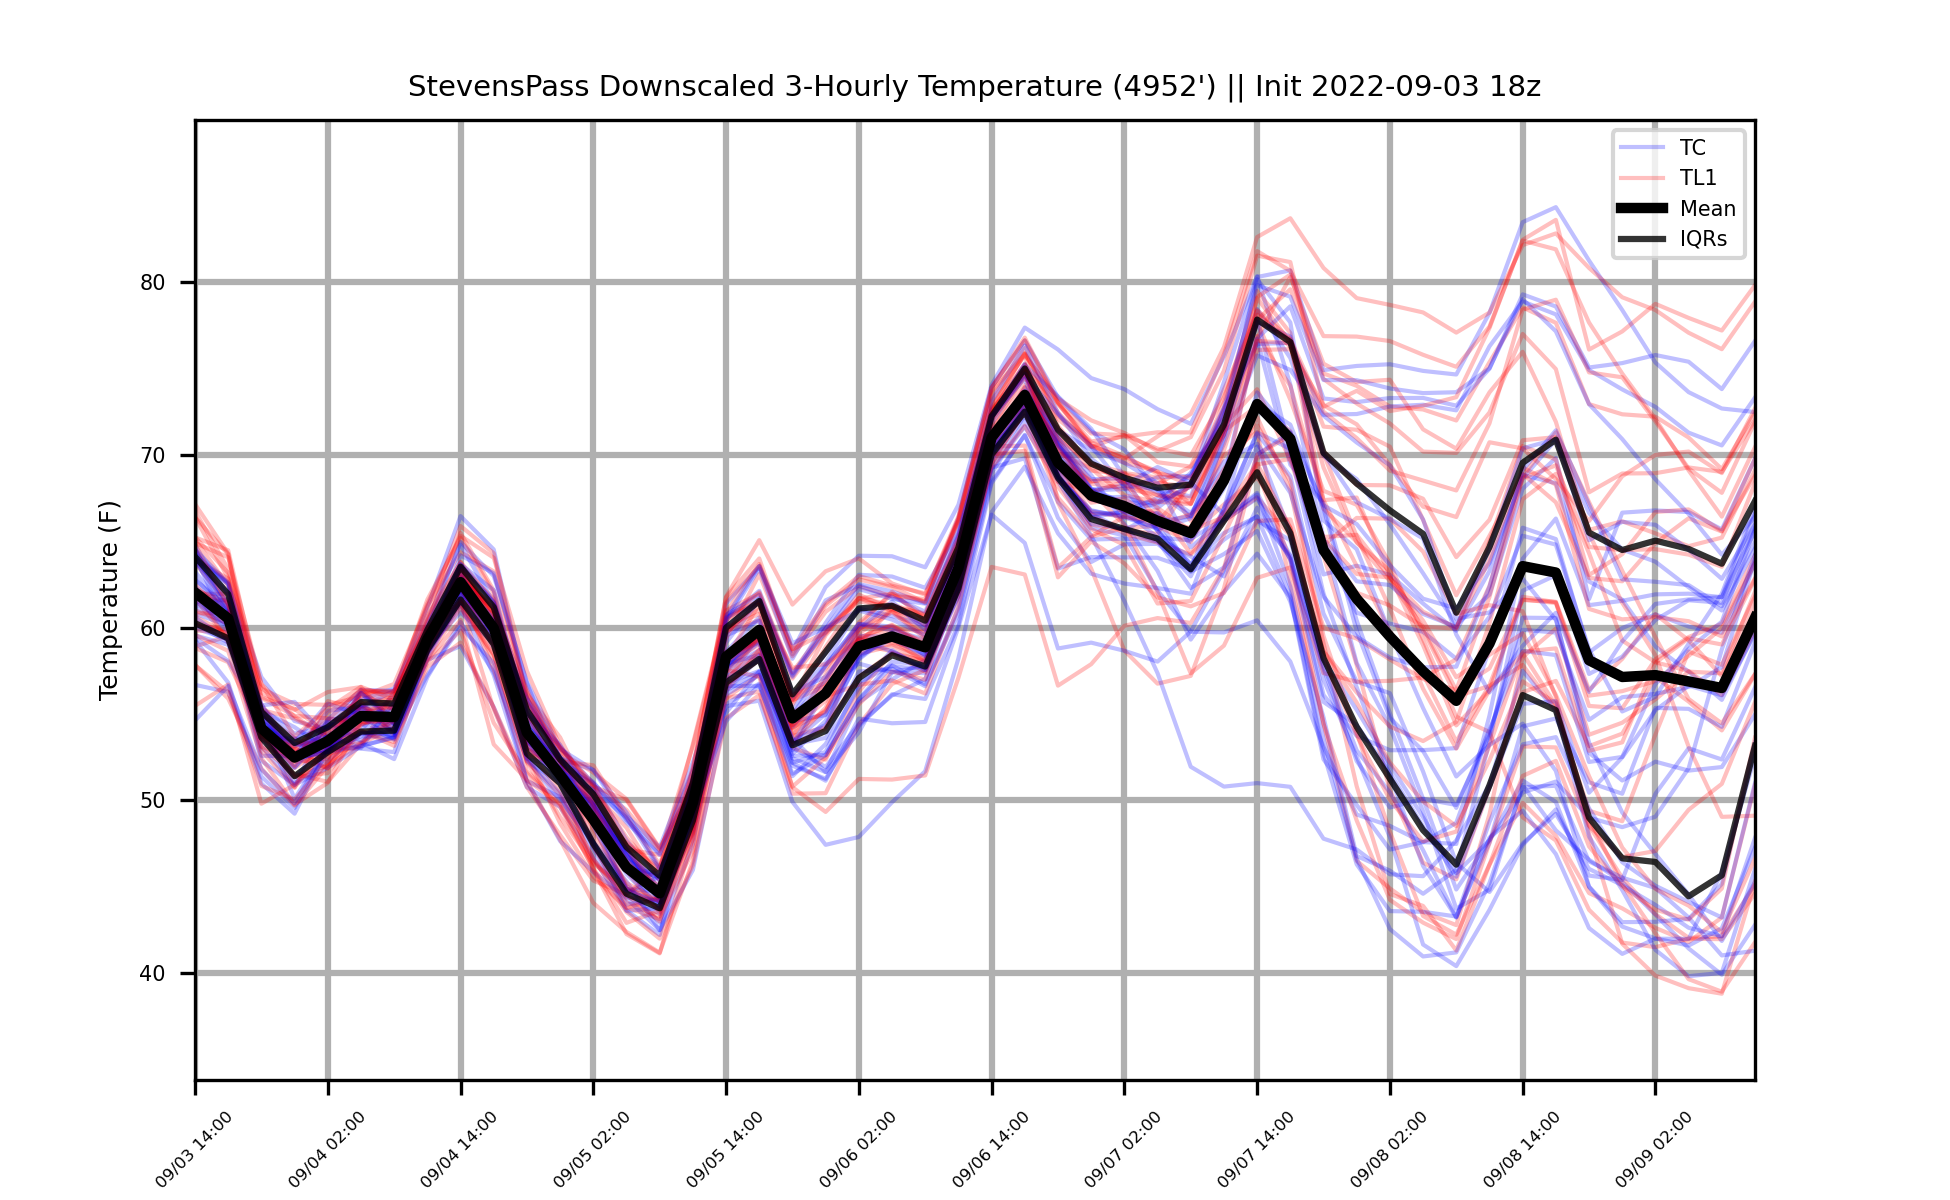 StevensPass Downscaled 3-Hourly Temperature (4952') || Init 2022-09-03 18z
TC
TL1
Mean
IQRs
Temperature (F)
80
70
60
50
40
09/03 14:00
09/04 02:00
09/04 14:00
09/05 02:00
09/05 14:00
09/06 02:00
09/06 14:00
09/07 02:00
09/07 14:00
09/08 02:00
09/08 14:00
09/09 02:00